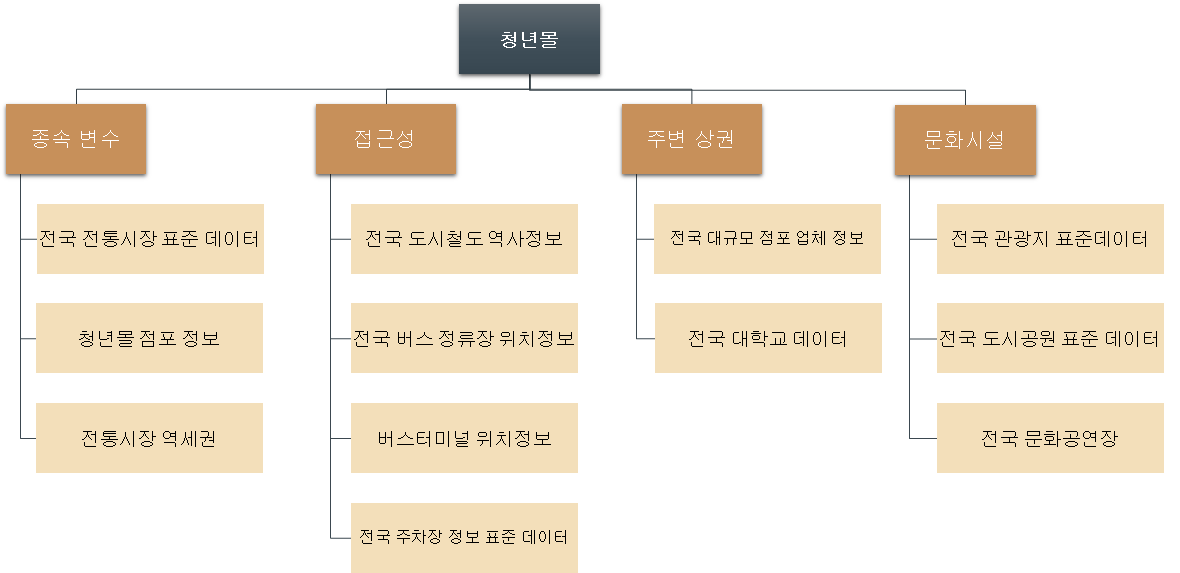 청년몰
종속 변수
접근성
주변 상권
문화시설
전국 전통시장 표준 데이터
청년몰 점포 정보
전통시장 역세권
전국 도시철도 역사정보
전국 버스 정류장 위치정보
버스터미널 위치정보
전국 주차장 정보 표준 데이터
전국 대규모 점포 업체 정보
전국 대학교 데이터
전국 관광지 표준데이터
전국 도시공원 표준 데이터
전국 문화공연장